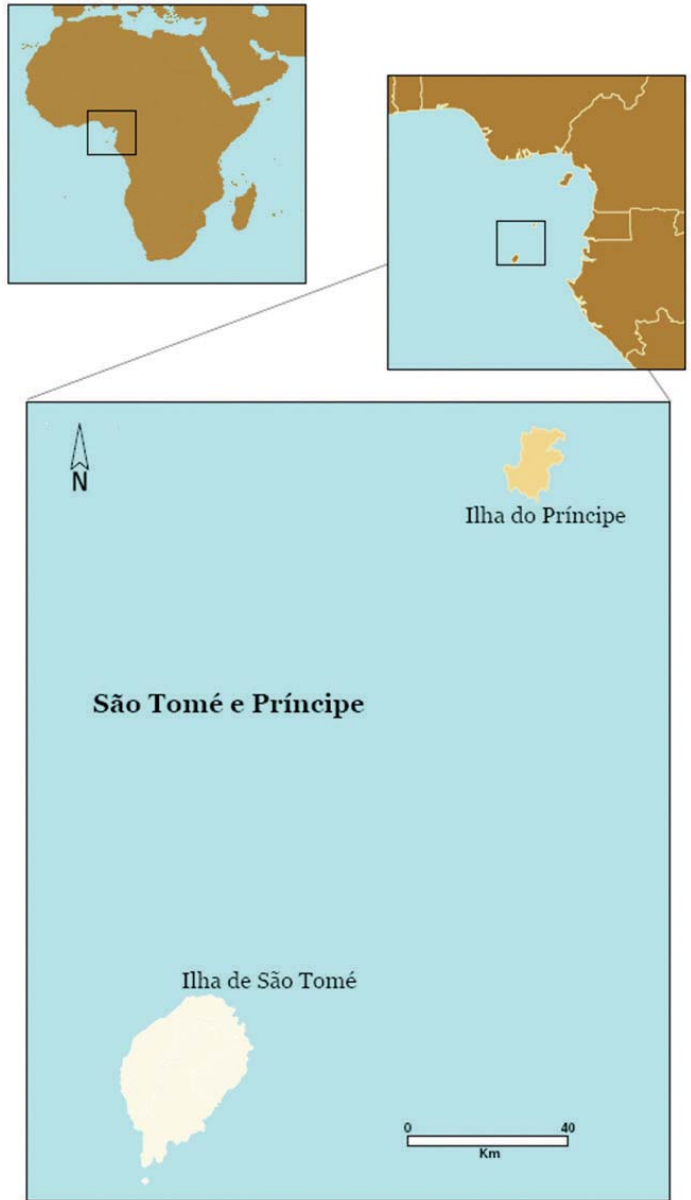 N
Ilha do Príncipe
São Tomé e Príncipe
Ilha de São Tomé
0 40
Km